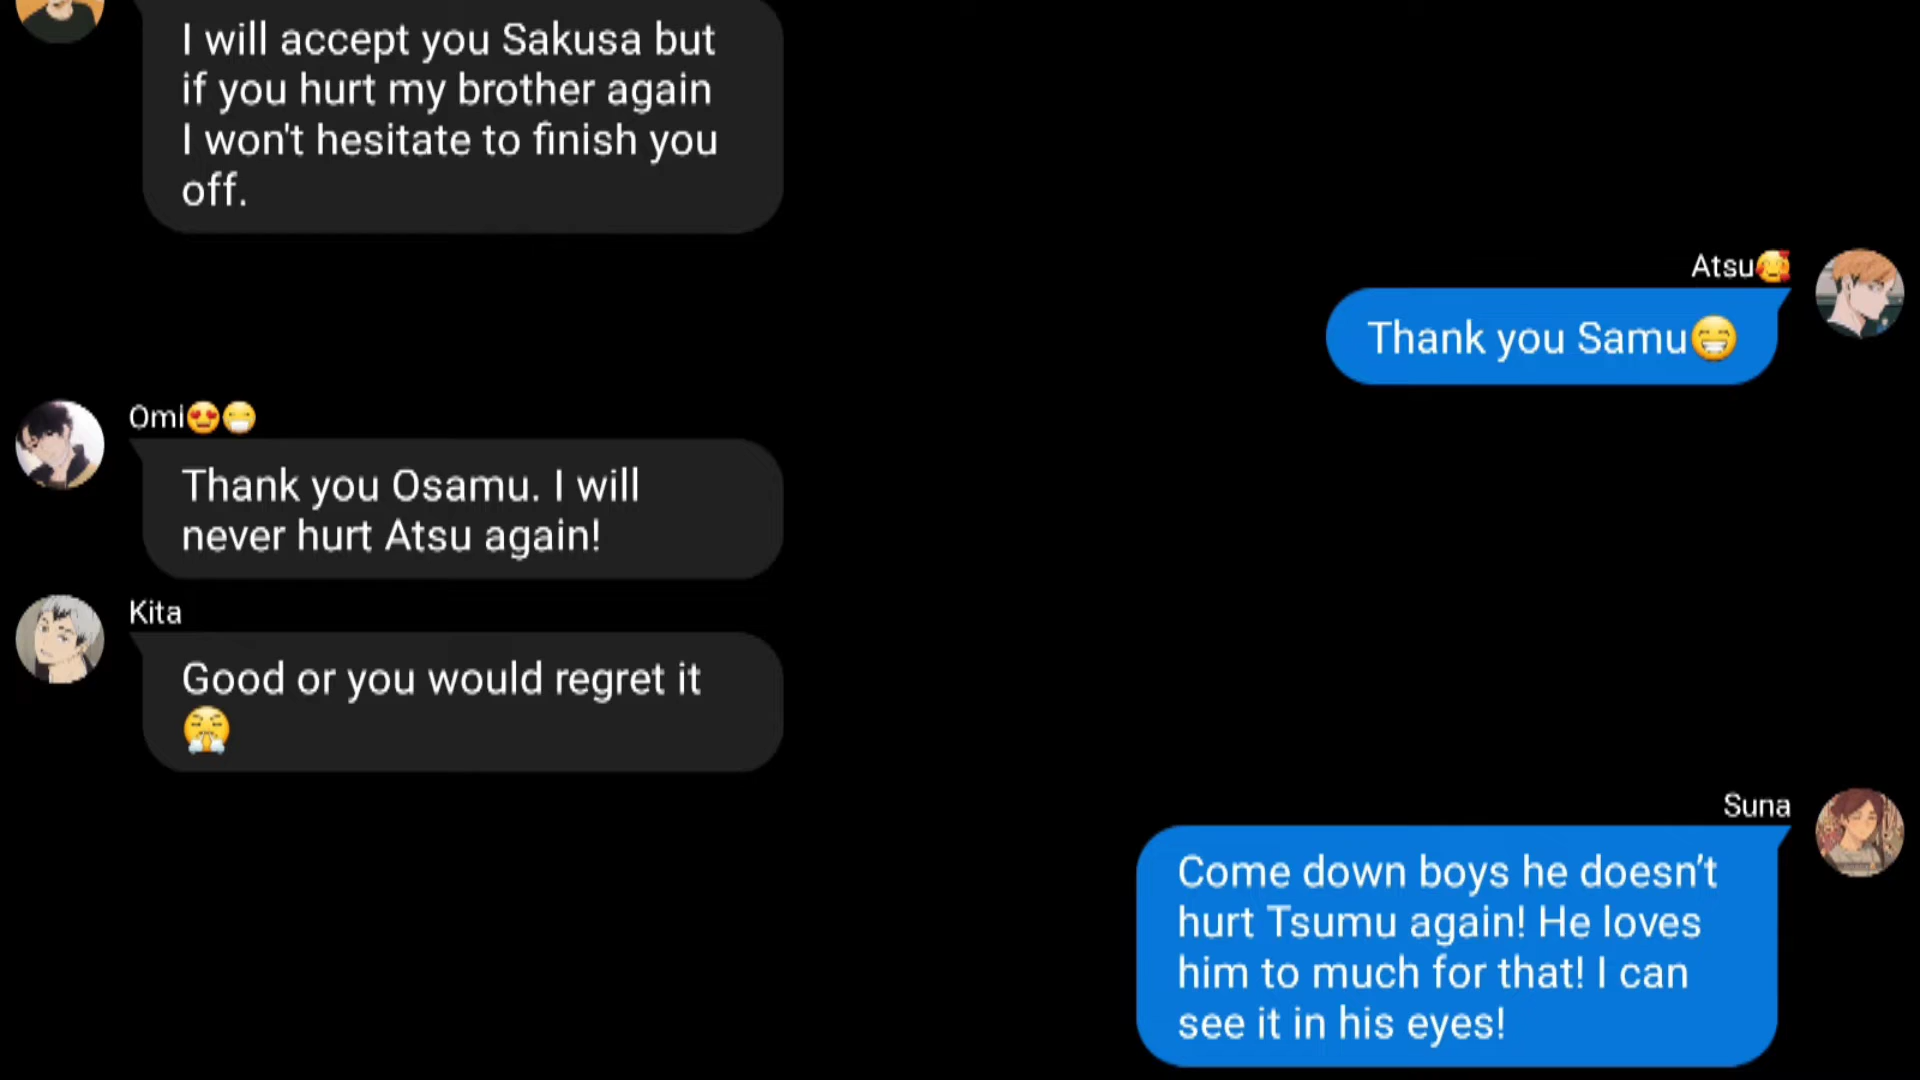 I will accept you Sakusa but
if you hurt my brother again
I won't hesitate to finish you
off.
Atsu🥰
Thank you Samu😁
Omi😍😷
Thank you Osamu. I will
never hurt Atsu again!
Kita
Good or you would regret it
😤
Suna
Come down boys he doesn’t
hurt Tsumu again! He loves
him to much for that! I can
see it in his eyes!